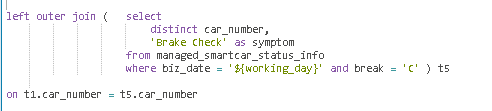 left outer join (   select
distinct car_number,
'Brake Check' as symptom
from managed_smartcar_status_info
where biz_date = '${working_day}' and break = 'C' ) t5
on t1.car_number = t5.car_number